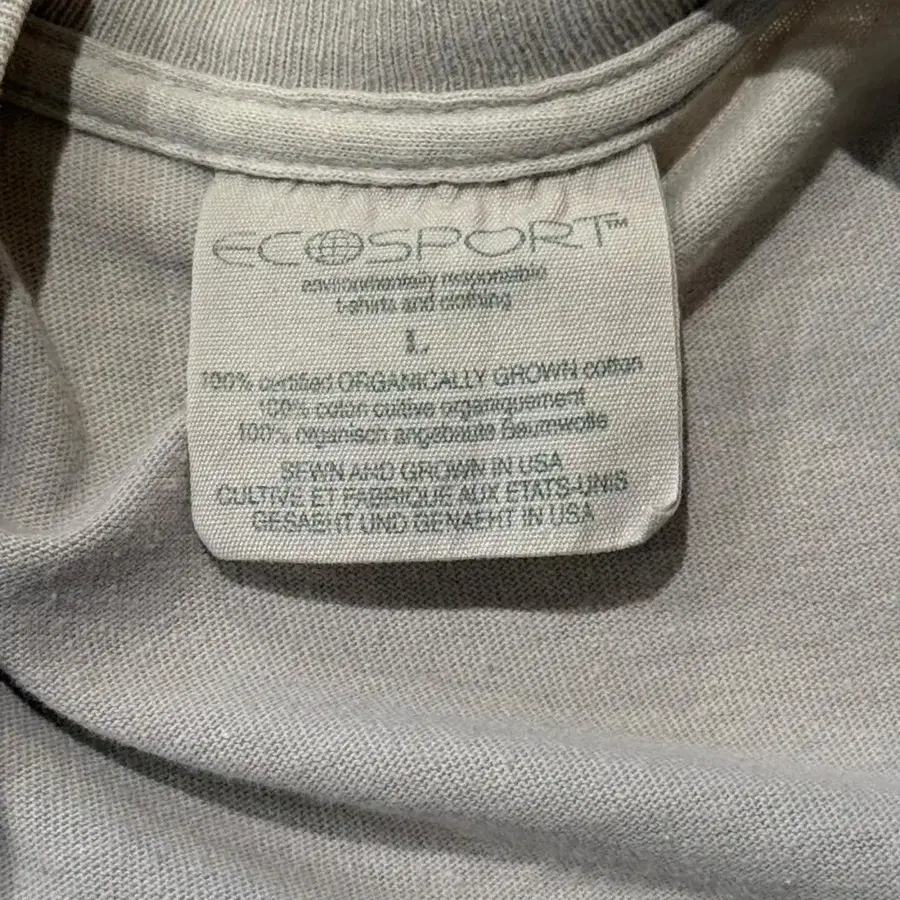 ECOSPORT™
environmentally responsible
t-shirts and clothing
L
100% certified ORGANICALLY GROWN cotton
100% coton cultive organiquement
100% organisch angebaute Baumwolle
SEWN AND GROWN IN USA
CULTIVE ET FABRIQUE AUX ETATS-UNIS
GESAEHT UND GENAEHT IN USA